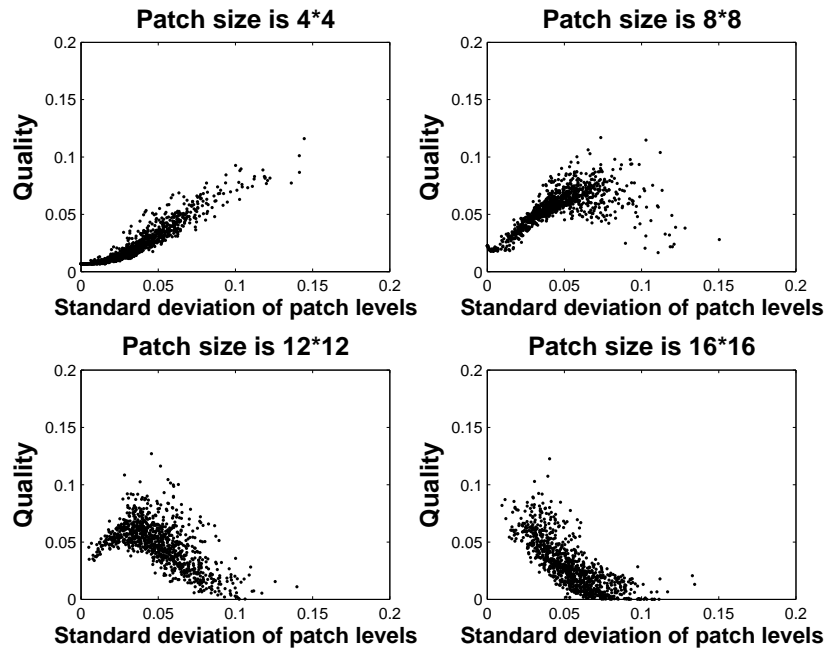 Patch size is 4*4
0.2
0.15
0.1
0.05
0
Quality
0 0.05 0.1 0.15 0.2
Standard deviation of patch levels
Patch size is 8*8
0.2
0.15
0.1
0.05
0
Quality
0 0.05 0.1 0.15 0.2
Standard deviation of patch levels
Patch size is 12*12
0.2
0.15
0.1
0.05
0
Quality
0 0.05 0.1 0.15 0.2
Standard deviation of patch levels
Patch size is 16*16
0.2
0.15
0.1
0.05
0
Quality
0 0.05 0.1 0.15 0.2
Standard deviation of patch levels